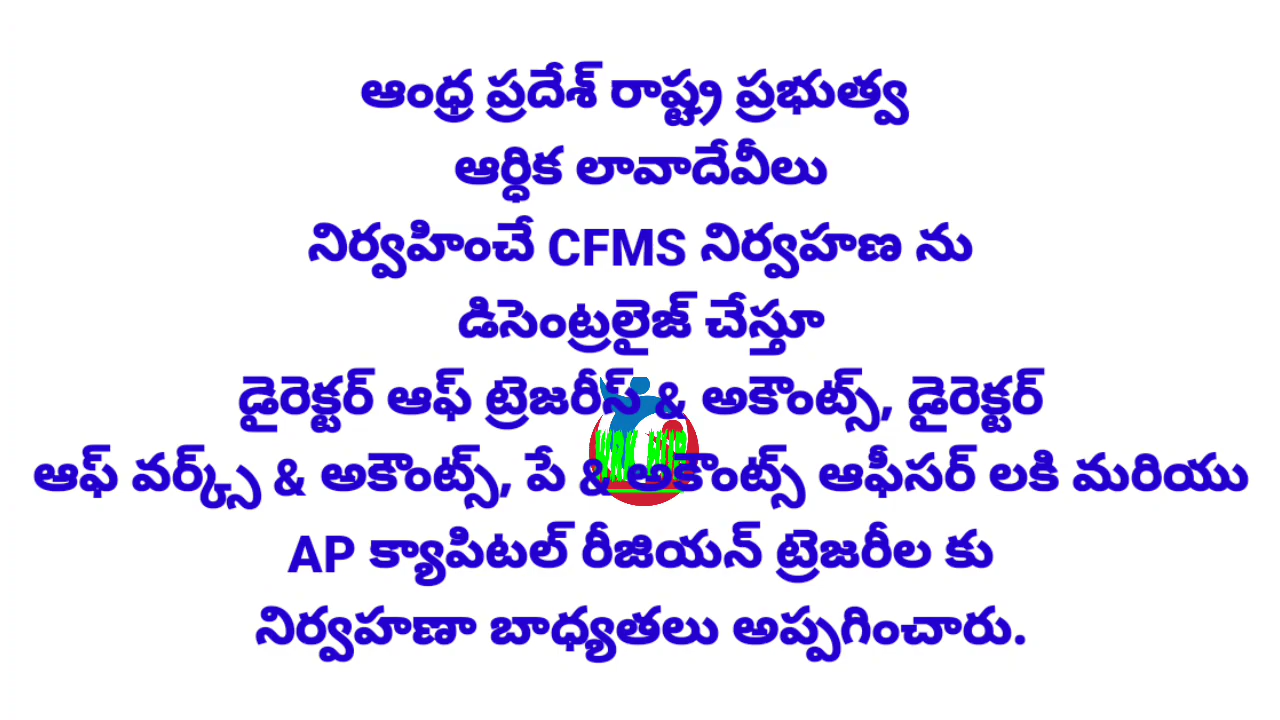 ఆంధ్ర ప్రదేశ్ రాష్ట్ర ప్రభుత్వ
ఆర్ధిక లావాదేవీలు
నిర్వహించే CFMS నిర్వహణ ను
డిసెంట్రలైజ్ చేస్తూ
డైరెక్టర్ ఆఫ్ ట్రెజరీస్ & అకౌంట్స్, డైరెక్టర్
ఆఫ్ వర్క్స్ & అకౌంట్స్, పే & అకౌంట్స్ ఆఫీసర్ లకి మరియు
AP క్యాపిటల్ రీజియన్ ట్రెజరీల కు
నిర్వహణా బాధ్యతలు అప్పగించారు.